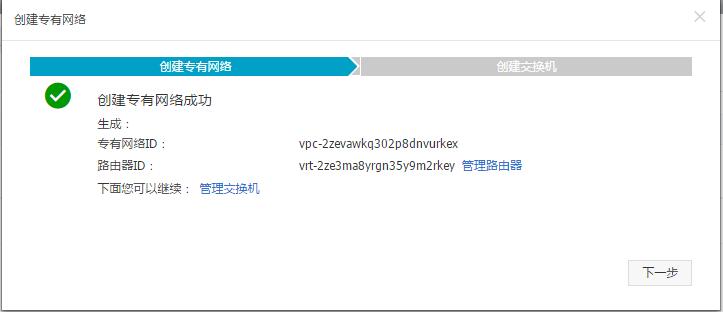 创建专有网络
创建专有网络 创建交换机
创建专有网络成功
生成：
专有网络ID： vpc-2zevawkq302p8dnvurkex
路由器ID： vrt-2ze3ma8yrgn35y9m2rkey 管理路由器
下面您可以继续： 管理交换机
下一步